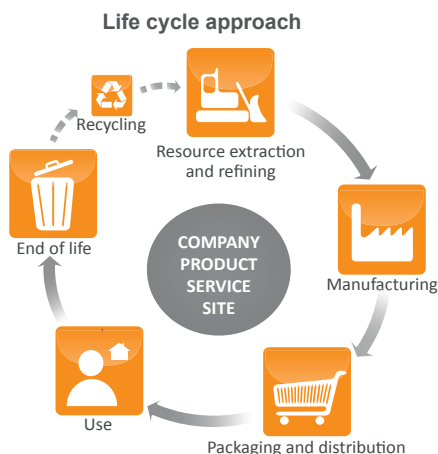 Life cycle approach
Recycling
Resource extraction
and refining
End of life
COMPANY
PRODUCT
SERVICE
SITE
Manufacturing
Use
Packaging and distribution